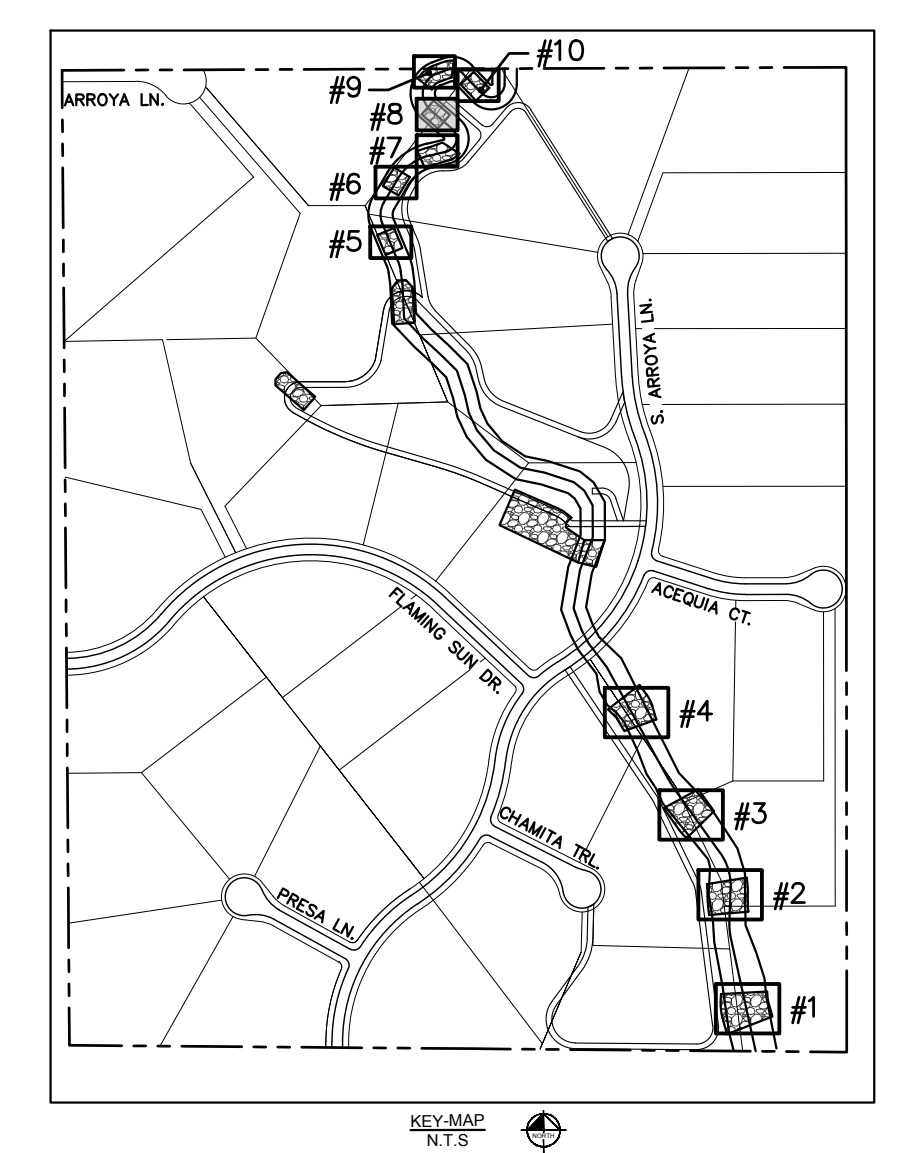 #10
#9
ARROYA LN.
#8
#7
#6
#5
S. ARROYA LN.
ACEQUIA CT.
FLAMING SUN DR.
#4
#3
CHAMITA TRL.
#2
PRESA LN.
#1
KEY-MAP
N.T.S
NORTH